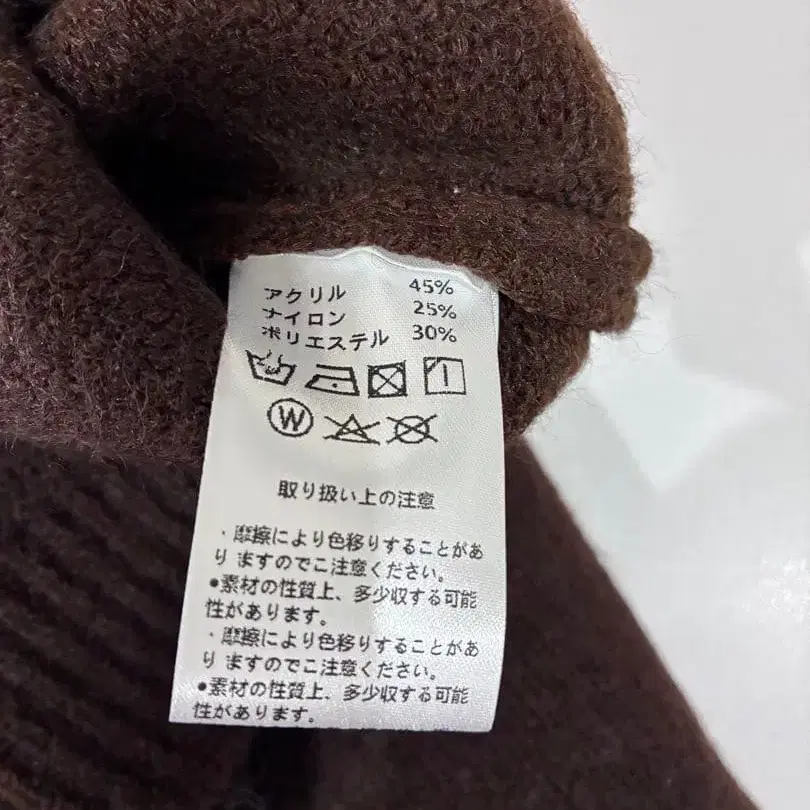 アクリル 45%
ナイロン 25%
ポリエステル 30%
W
取り扱い上の注意
・摩擦により色移りすることがあ
り ますのでご注意ください。
●素材の性質上、多少収する可能
性があります。
・摩擦により色移りすることがあ
り ますのでご注意ください。
●素材の性質上、多少収する可能
性があります。